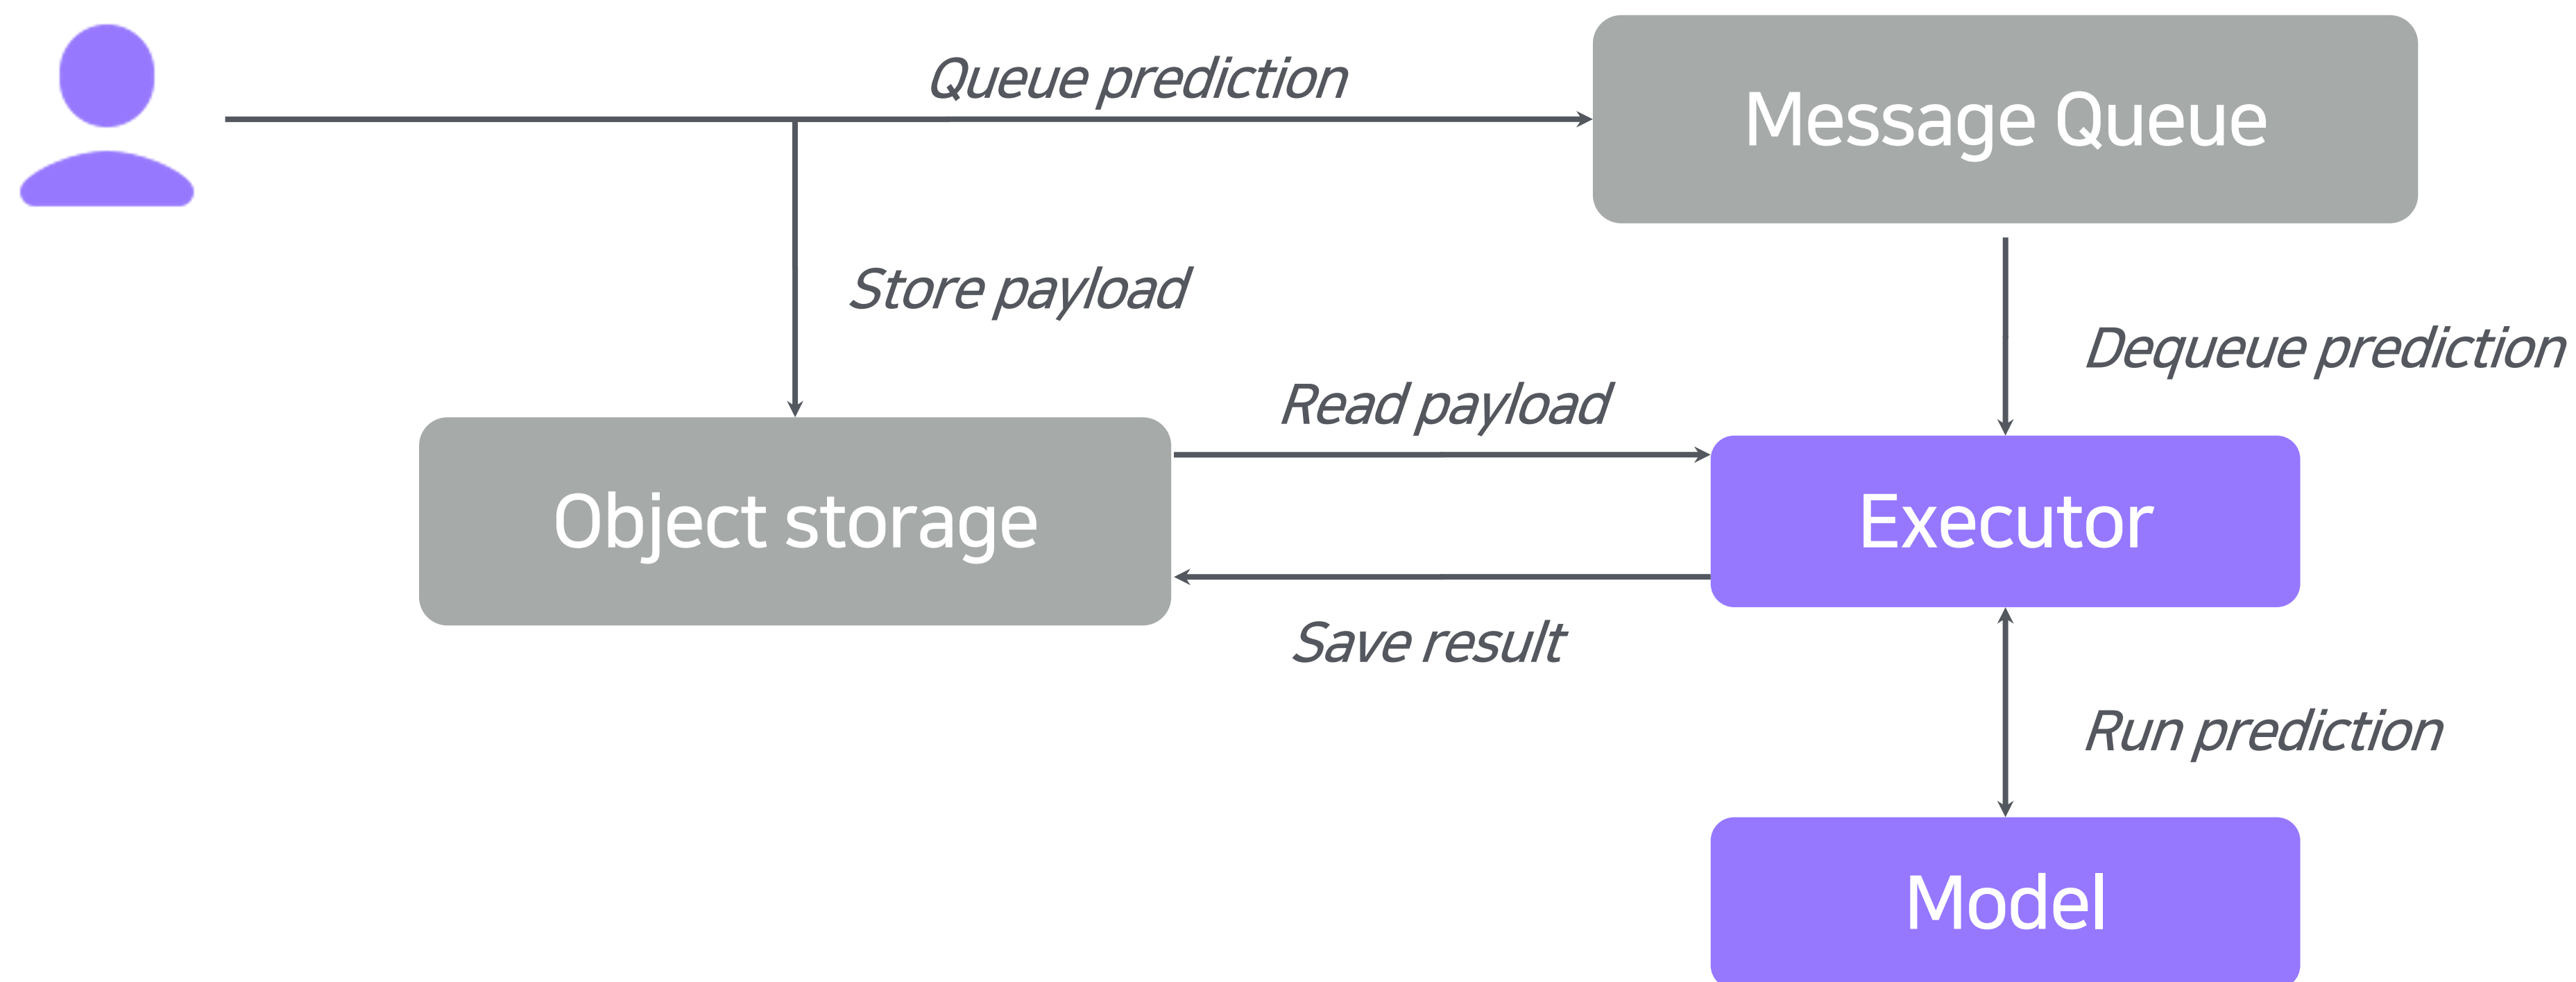 Queue prediction
Message Queue
Store payload
Dequeue prediction
Read payload
Object storage
Executor
Save result
Run prediction
Model